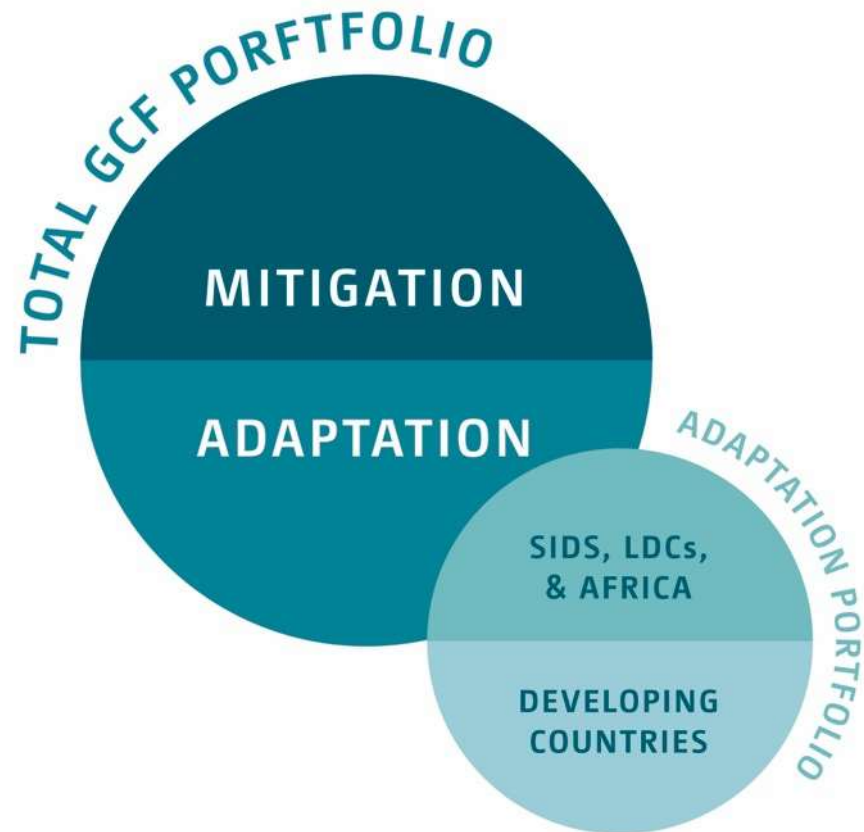 TOTAL GCF PORFTFOLIO
MITIGATION
ADAPTATION
ADAPTATION PORTFOLIO
SIDS, LDCs,
& AFRICA
DEVELOPING
COUNTRIES